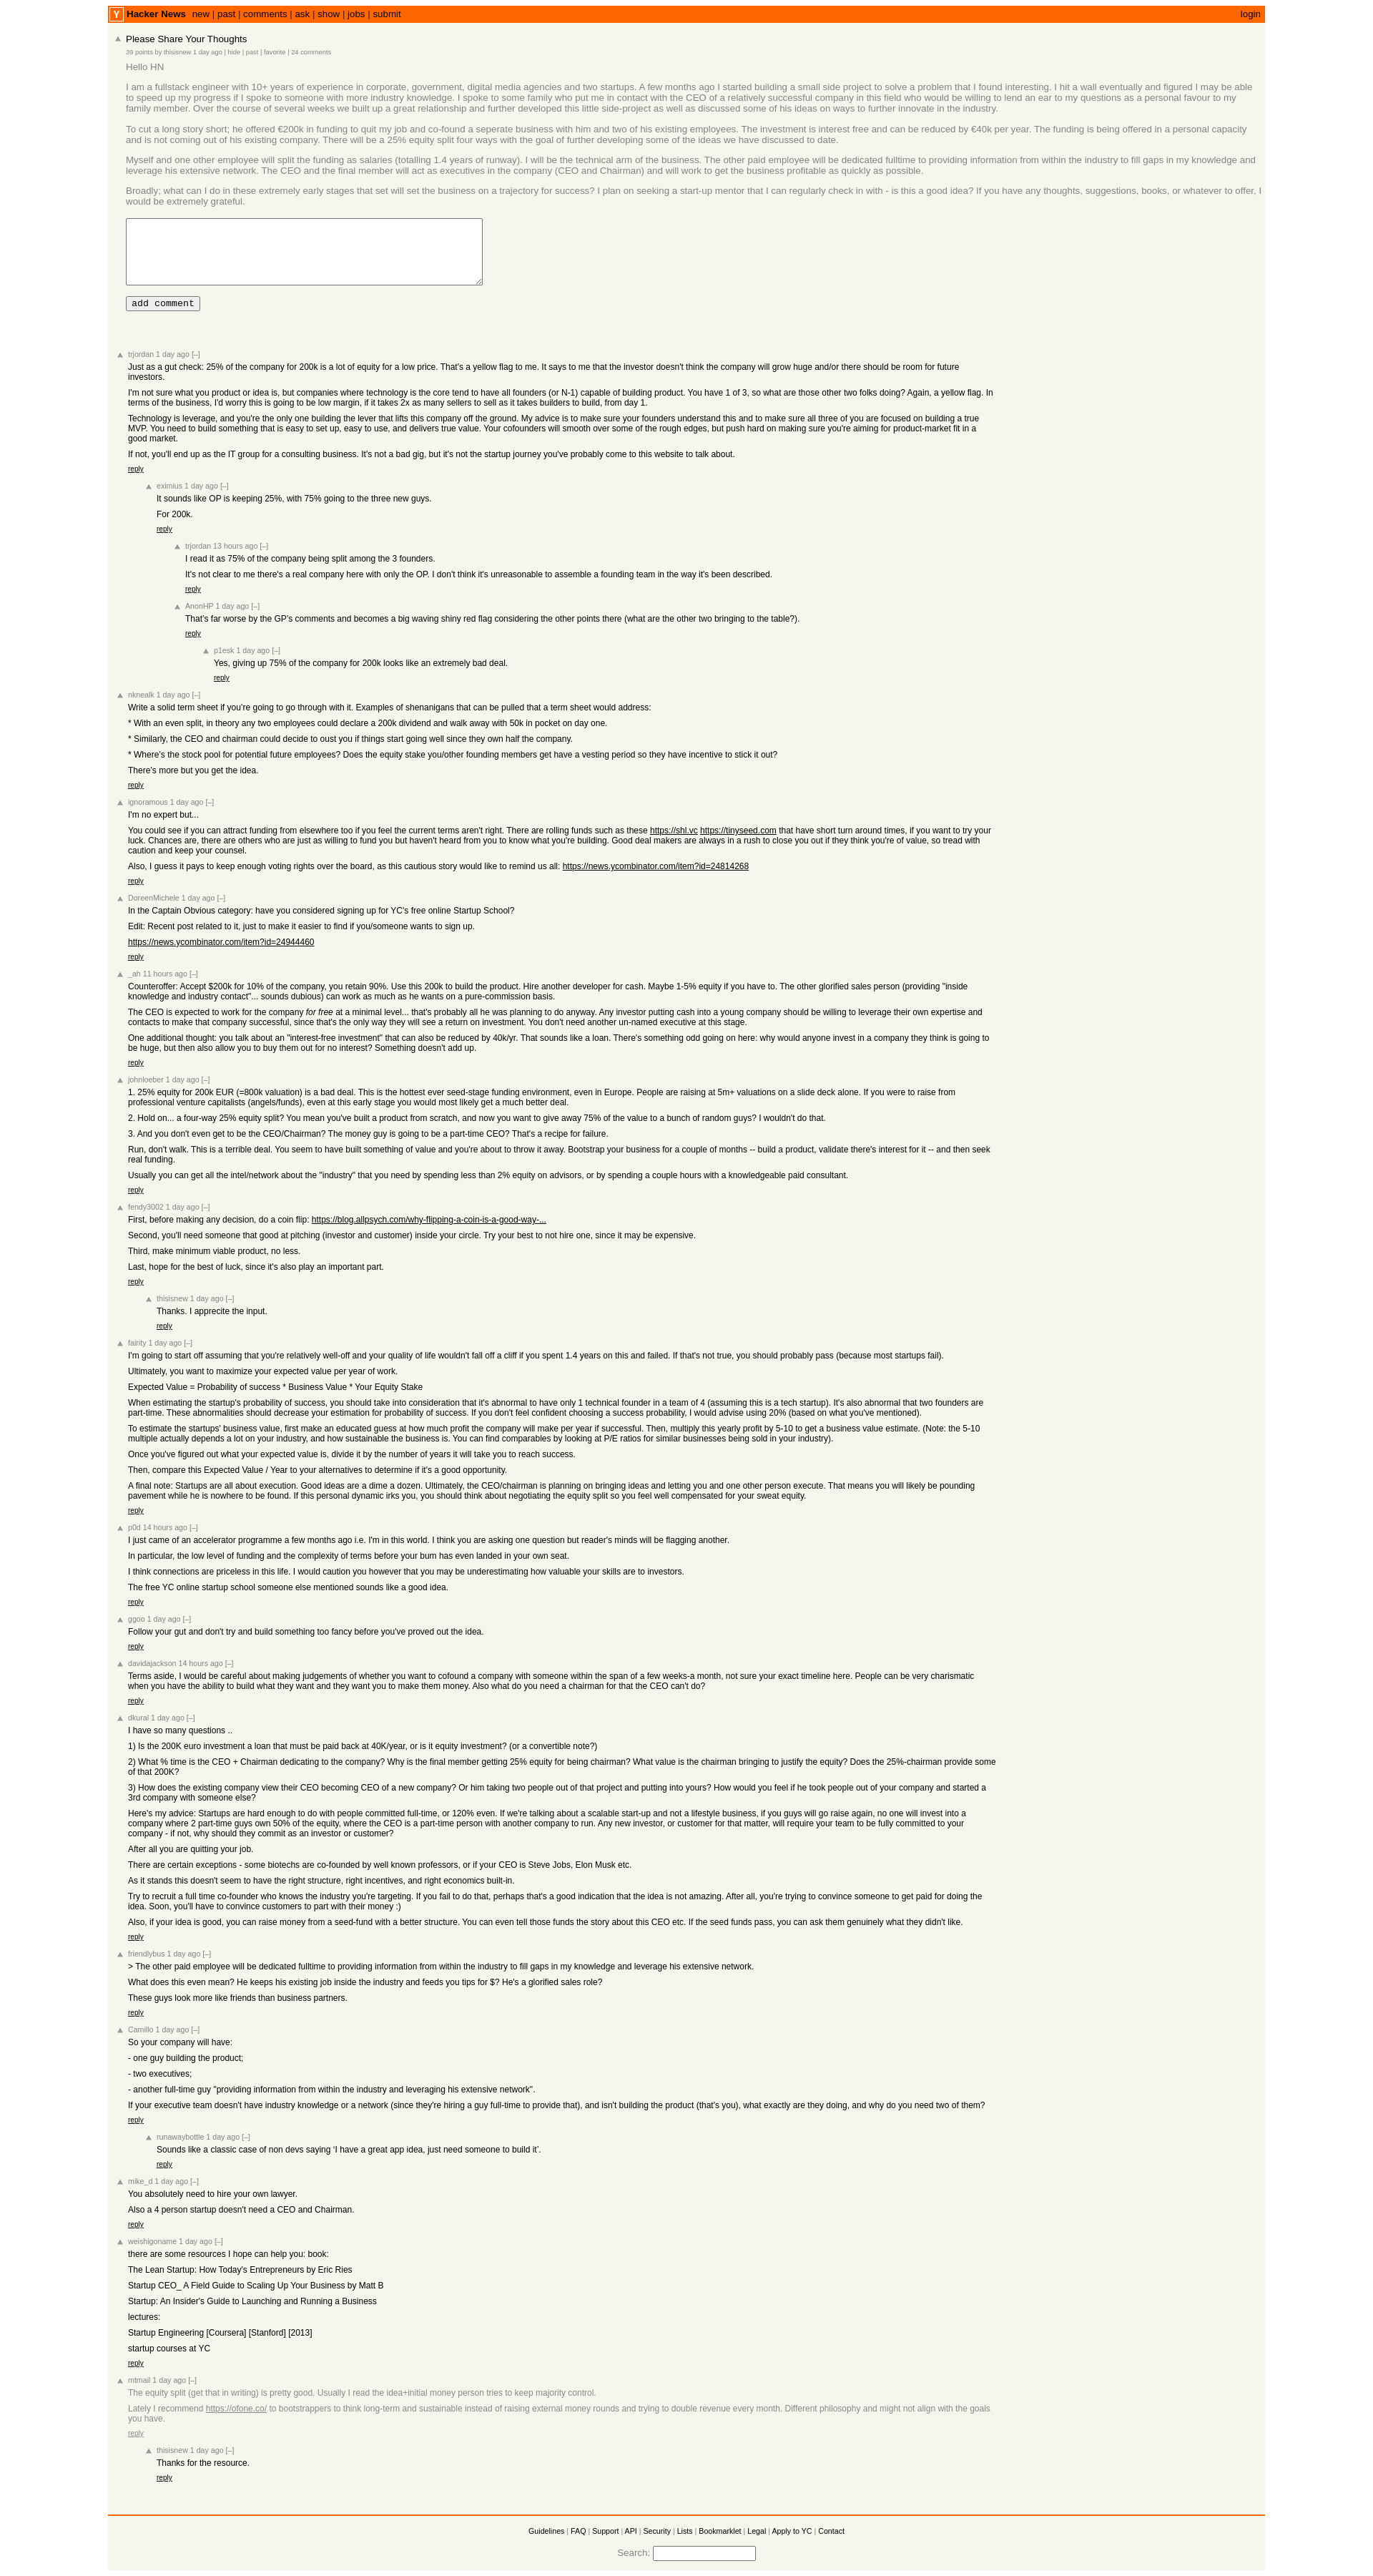 Y Hacker News new | past | comments | ask | show | jobs | submit login
Please Share Your Thoughts
39 points by thisisnew 1 day ago | hide | past | favorite | 24 comments
Hello HN
I am a fullstack engineer with 10+ years of experience in corporate, government, digital media agencies and two startups. A few months ago I started building a small side project to solve a problem that I found interesting. I hit a wall eventually and figured I may be able
to speed up my progress if I spoke to someone with more industry knowledge. I spoke to some family who put me in contact with the CEO of a relatively successful company in this field who would be willing to lend an ear to my questions as a personal favour to my
family member. Over the course of several weeks we built up a great relationship and further developed this little side-project as well as discussed some of his ideas on ways to further innovate in the industry.
To cut a long story short; he offered €200k in funding to quit my job and co-found a seperate business with him and two of his existing employees. The investment is interest free and can be reduced by €40k per year. The funding is being offered in a personal capacity
and is not coming out of his existing company. There will be a 25% equity split four ways with the goal of further developing some of the ideas we have discussed to date.
Myself and one other employee will split the funding as salaries (totalling 1.4 years of runway). I will be the technical arm of the business. The other paid employee will be dedicated fulltime to providing information from within the industry to fill gaps in my knowledge and
leverage his extensive network. The CEO and the final member will act as executives in the company (CEO and Chairman) and will work to get the business profitable as quickly as possible.
Broadly; what can I do in these extremely early stages that set will set the business on a trajectory for success? I plan on seeking a start-up mentor that I can regularly check in with - is this a good idea? If you have any thoughts, suggestions, books, or whatever to offer, I
would be extremely grateful.
add comment
trjordan 1 day ago [–]
Just as a gut check: 25% of the company for 200k is a lot of equity for a low price. That's a yellow flag to me. It says to me that the investor doesn't think the company will grow huge and/or there should be room for future
investors.
I'm not sure what you product or idea is, but companies where technology is the core tend to have all founders (or N-1) capable of building product. You have 1 of 3, so what are those other two folks doing? Again, a yellow flag. In
terms of the business, I'd worry this is going to be low margin, if it takes 2x as many sellers to sell as it takes builders to build, from day 1.
Technology is leverage, and you're the only one building the lever that lifts this company off the ground. My advice is to make sure your founders understand this and to make sure all three of you are focused on building a true
MVP. You need to build something that is easy to set up, easy to use, and delivers true value. Your cofounders will smooth over some of the rough edges, but push hard on making sure you're aiming for product-market fit in a
good market.
If not, you'll end up as the IT group for a consulting business. It's not a bad gig, but it's not the startup journey you've probably come to this website to talk about.
reply
eximius 1 day ago [–]
It sounds like OP is keeping 25%, with 75% going to the three new guys.
For 200k.
reply
trjordan 13 hours ago [–]
I read it as 75% of the company being split among the 3 founders.
It's not clear to me there's a real company here with only the OP. I don't think it's unreasonable to assemble a founding team in the way it's been described.
reply
AnonHP 1 day ago [–]
That's far worse by the GP's comments and becomes a big waving shiny red flag considering the other points there (what are the other two bringing to the table?).
reply
p1esk 1 day ago [–]
Yes, giving up 75% of the company for 200k looks like an extremely bad deal.
reply
nknealk 1 day ago [–]
Write a solid term sheet if you're going to go through with it. Examples of shenanigans that can be pulled that a term sheet would address:
* With an even split, in theory any two employees could declare a 200k dividend and walk away with 50k in pocket on day one.
* Similarly, the CEO and chairman could decide to oust you if things start going well since they own half the company.
* Where's the stock pool for potential future employees? Does the equity stake you/other founding members get have a vesting period so they have incentive to stick it out?
There's more but you get the idea.
reply
ignoramous 1 day ago [–]
I'm no expert but...
You could see if you can attract funding from elsewhere too if you feel the current terms aren't right. There are rolling funds such as these https://shl.vc https://tinyseed.com that have short turn around times, if you want to try your
luck. Chances are, there are others who are just as willing to fund you but haven't heard from you to know what you're building. Good deal makers are always in a rush to close you out if they think you're of value, so tread with
caution and keep your counsel.
Also, I guess it pays to keep enough voting rights over the board, as this cautious story would like to remind us all: https://news.ycombinator.com/item?id=24814268
reply
DoreenMichele 1 day ago [–]
In the Captain Obvious category: have you considered signing up for YC's free online Startup School?
Edit: Recent post related to it, just to make it easier to find if you/someone wants to sign up.
https://news.ycombinator.com/item?id=24944460
reply
_ah 11 hours ago [–]
Counteroffer: Accept $200k for 10% of the company, you retain 90%. Use this 200k to build the product. Hire another developer for cash. Maybe 1-5% equity if you have to. The other glorified sales person (providing "inside
knowledge and industry contact"... sounds dubious) can work as much as he wants on a pure-commission basis.
The CEO is expected to work for the company for free at a minimal level... that's probably all he was planning to do anyway. Any investor putting cash into a young company should be willing to leverage their own expertise and
contacts to make that company successful, since that's the only way they will see a return on investment. You don't need another un-named executive at this stage.
One additional thought: you talk about an "interest-free investment" that can also be reduced by 40k/yr. That sounds like a loan. There's something odd going on here: why would anyone invest in a company they think is going to
be huge, but then also allow you to buy them out for no interest? Something doesn't add up.
reply
johnloeber 1 day ago [–]
1. 25% equity for 200k EUR (=800k valuation) is a bad deal. This is the hottest ever seed-stage funding environment, even in Europe. People are raising at 5m+ valuations on a slide deck alone. If you were to raise from
professional venture capitalists (angels/funds), even at this early stage you would most likely get a much better deal.
2. Hold on... a four-way 25% equity split? You mean you've built a product from scratch, and now you want to give away 75% of the value to a bunch of random guys? I wouldn't do that.
3. And you don't even get to be the CEO/Chairman? The money guy is going to be a part-time CEO? That's a recipe for failure.
Run, don't walk. This is a terrible deal. You seem to have built something of value and you're about to throw it away. Bootstrap your business for a couple of months -- build a product, validate there's interest for it -- and then seek
real funding.
Usually you can get all the intel/network about the "industry" that you need by spending less than 2% equity on advisors, or by spending a couple hours with a knowledgeable paid consultant.
reply
fendy3002 1 day ago [–]
First, before making any decision, do a coin flip: https://blog.allpsych.com/why-flipping-a-coin-is-a-good-way-...
Second, you'll need someone that good at pitching (investor and customer) inside your circle. Try your best to not hire one, since it may be expensive.
Third, make minimum viable product, no less.
Last, hope for the best of luck, since it's also play an important part.
reply
thisisnew 1 day ago [–]
Thanks. I apprecite the input.
reply
fairity 1 day ago [–]
I'm going to start off assuming that you're relatively well-off and your quality of life wouldn't fall off a cliff if you spent 1.4 years on this and failed. If that's not true, you should probably pass (because most startups fail).
Ultimately, you want to maximize your expected value per year of work.
Expected Value = Probability of success * Business Value * Your Equity Stake
When estimating the startup's probability of success, you should take into consideration that it's abnormal to have only 1 technical founder in a team of 4 (assuming this is a tech startup). It's also abnormal that two founders are
part-time. These abnormalities should decrease your estimation for probability of success. If you don't feel confident choosing a success probability, I would advise using 20% (based on what you've mentioned).
To estimate the startups' business value, first make an educated guess at how much profit the company will make per year if successful. Then, multiply this yearly profit by 5-10 to get a business value estimate. (Note: the 5-10
multiple actually depends a lot on your industry, and how sustainable the business is. You can find comparables by looking at P/E ratios for similar businesses being sold in your industry).
Once you've figured out what your expected value is, divide it by the number of years it will take you to reach success.
Then, compare this Expected Value / Year to your alternatives to determine if it's a good opportunity.
A final note: Startups are all about execution. Good ideas are a dime a dozen. Ultimately, the CEO/chairman is planning on bringing ideas and letting you and one other person execute. That means you will likely be pounding
pavement while he is nowhere to be found. If this personal dynamic irks you, you should think about negotiating the equity split so you feel well compensated for your sweat equity.
reply
p0d 14 hours ago [–]
I just came of an accelerator programme a few months ago i.e. I'm in this world. I think you are asking one question but reader's minds will be flagging another.
In particular, the low level of funding and the complexity of terms before your bum has even landed in your own seat.
I think connections are priceless in this life. I would caution you however that you may be underestimating how valuable your skills are to investors.
The free YC online startup school someone else mentioned sounds like a good idea.
reply
ggoo 1 day ago [–]
Follow your gut and don't try and build something too fancy before you've proved out the idea.
reply
davidajackson 14 hours ago [–]
Terms aside, I would be careful about making judgements of whether you want to cofound a company with someone within the span of a few weeks-a month, not sure your exact timeline here. People can be very charismatic
when you have the ability to build what they want and they want you to make them money. Also what do you need a chairman for that the CEO can't do?
reply
dkural 1 day ago [–]
I have so many questions ..
1) Is the 200K euro investment a loan that must be paid back at 40K/year, or is it equity investment? (or a convertible note?)
2) What % time is the CEO + Chairman dedicating to the company? Why is the final member getting 25% equity for being chairman? What value is the chairman bringing to justify the equity? Does the 25%-chairman provide some
of that 200K?
3) How does the existing company view their CEO becoming CEO of a new company? Or him taking two people out of that project and putting into yours? How would you feel if he took people out of your company and started a
3rd company with someone else?
Here's my advice: Startups are hard enough to do with people committed full-time, or 120% even. If we're talking about a scalable start-up and not a lifestyle business, if you guys will go raise again, no one will invest into a
company where 2 part-time guys own 50% of the equity, where the CEO is a part-time person with another company to run. Any new investor, or customer for that matter, will require your team to be fully committed to your
company - if not, why should they commit as an investor or customer?
After all you are quitting your job.
There are certain exceptions - some biotechs are co-founded by well known professors, or if your CEO is Steve Jobs, Elon Musk etc.
As it stands this doesn't seem to have the right structure, right incentives, and right economics built-in.
Try to recruit a full time co-founder who knows the industry you're targeting. If you fail to do that, perhaps that's a good indication that the idea is not amazing. After all, you're trying to convince someone to get paid for doing the
idea. Soon, you'll have to convince customers to part with their money :)
Also, if your idea is good, you can raise money from a seed-fund with a better structure. You can even tell those funds the story about this CEO etc. If the seed funds pass, you can ask them genuinely what they didn't like.
reply
friendlybus 1 day ago [–]
> The other paid employee will be dedicated fulltime to providing information from within the industry to fill gaps in my knowledge and leverage his extensive network.
What does this even mean? He keeps his existing job inside the industry and feeds you tips for $? He's a glorified sales role?
These guys look more like friends than business partners.
reply
Camillo 1 day ago [–]
So your company will have:
- one guy building the product;
- two executives;
- another full-time guy "providing information from within the industry and leveraging his extensive network".
If your executive team doesn't have industry knowledge or a network (since they're hiring a guy full-time to provide that), and isn't building the product (that's you), what exactly are they doing, and why do you need two of them?
reply
runawaybottle 1 day ago [–]
Sounds like a classic case of non devs saying ‘I have a great app idea, just need someone to build it’.
reply
mike_d 1 day ago [–]
You absolutely need to hire your own lawyer.
Also a 4 person startup doesn't need a CEO and Chairman.
reply
weishigoname 1 day ago [–]
there are some resources I hope can help you: book:
The Lean Startup: How Today's Entrepreneurs by Eric Ries
Startup CEO_ A Field Guide to Scaling Up Your Business by Matt B
Startup: An Insider's Guide to Launching and Running a Business
lectures:
Startup Engineering [Coursera] [Stanford] [2013]
startup courses at YC
reply
mtmail 1 day ago [–]
The equity split (get that in writing) is pretty good. Usually I read the idea+initial money person tries to keep majority control.
Lately I recommend https://ofone.co/ to bootstrappers to think long-term and sustainable instead of raising external money rounds and trying to double revenue every month. Different philosophy and might not align with the goals
you have.
reply
thisisnew 1 day ago [–]
Thanks for the resource.
reply
Guidelines | FAQ | Support | API | Security | Lists | Bookmarklet | Legal | Apply to YC | Contact
Search: